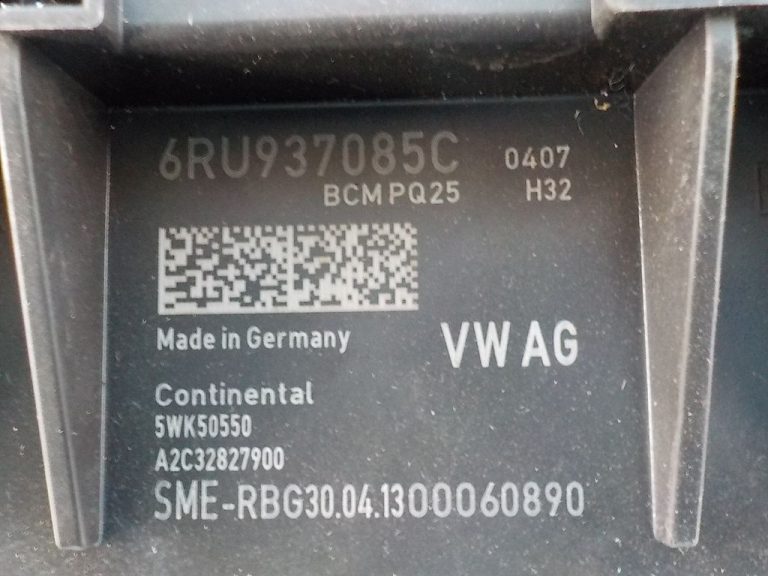 6RU937085C 0407
BCM PQ25 H32
Made in Germany VW AG
Continental
5WK50550
A2C32827900
SME-RBG30.04.1300060890